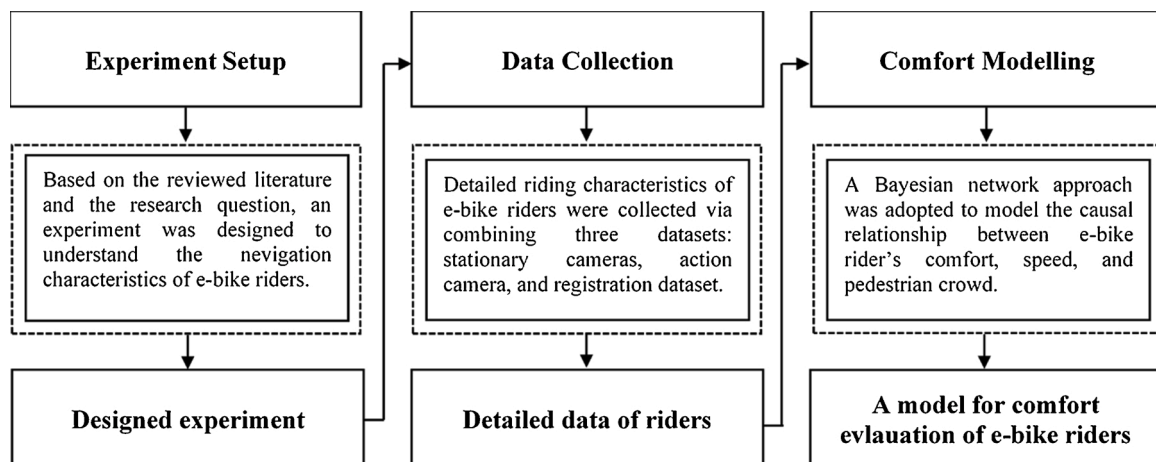 Experiment Setup
Based on the reviewed literature
and the research question, an
experiment was designed to
understand the nevigation
characteristics of e-bike riders.
Designed experiment
Data Collection
Detailed riding characteristics of
e-bike riders were collected via
combining three datasets:
stationary cameras, action
camera, and registration dataset.
Detailed data of riders
Comfort Modelling
A Bayesian network approach
was adopted to model the causal
relationship between e-bike
rider's comfort, speed, and
pedestrian crowd.
A model for comfort
evlauation of e-bike riders